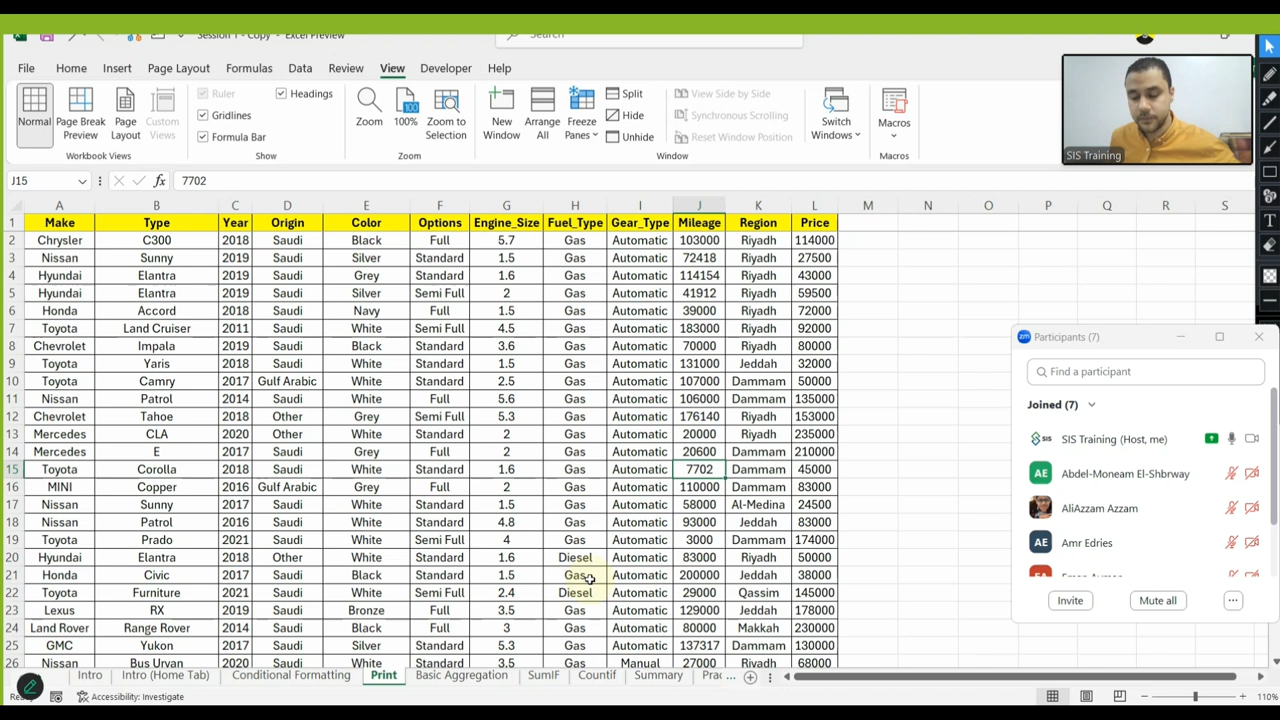 Session 1 - Copy - Excel Preview
Search
File Home Insert Page Layout Formulas Data Review View Developer Help
Normal Page Break Preview Page Layout Custom Views
Workbook Views
Ruler Headings
Gridlines
Formula Bar
Show
Zoom 100% Zoom to Selection
Zoom
New Window Arrange All Freeze Panes
Split
Hide
Unhide
View Side by Side
Synchronous Scrolling
Reset Window Position
Window
Switch Windows
Macros
Macros
SIS Training
J15 fx 7702
A B C D E F G H I J K L M N O P Q R S
1 Make Type Year Origin Color Options Engine_Size Fuel_Type Gear_Type Mileage Region Price
2 Chrysler C300 2018 Saudi Black Full 5.7 Gas Automatic 103000 Riyadh 114000
3 Nissan Sunny 2019 Saudi Silver Standard 1.5 Gas Automatic 72418 Riyadh 27500
4 Hyundai Elantra 2019 Saudi Grey Standard 1.6 Gas Automatic 114154 Riyadh 43000
5 Hyundai Elantra 2019 Saudi Silver Semi Full 2 Gas Automatic 41912 Riyadh 59500
6 Honda Accord 2018 Saudi Navy Full 1.5 Gas Automatic 39000 Riyadh 72000
7 Toyota Land Cruiser 2011 Saudi White Semi Full 4.5 Gas Automatic 183000 Riyadh 92000
8 Chevrolet Impala 2019 Saudi Black Standard 3.6 Gas Automatic 70000 Riyadh 80000
9 Toyota Yaris 2018 Saudi White Standard 1.5 Gas Automatic 131000 Jeddah 32000
10 Toyota Camry 2017 Gulf Arabic White Standard 2.5 Gas Automatic 107000 Dammam 50000
11 Nissan Patrol 2014 Saudi White Full 5.6 Gas Automatic 106000 Dammam 135000
12 Chevrolet Tahoe 2018 Other Grey Semi Full 5.3 Gas Automatic 176140 Riyadh 153000
13 Mercedes CLA 2020 Other White Standard 2 Gas Automatic 20000 Riyadh 235000
14 Mercedes E 2020 Saudi Grey Full 2 Gas Automatic 20600 Dammam 210000
15 Toyota Corolla 2018 Saudi White Standard 1.6 Gas Automatic 7702 Dammam 45000
16 MINI Copper 2016 Gulf Arabic Grey Full 2 Gas Automatic 110000 Dammam 83000
17 Nissan Sunny 2017 Saudi White Standard 1.5 Gas Automatic 58000 Al-Medina 24500
18 Nissan Patrol 2016 Saudi White Standard 4.8 Gas Automatic 93000 Jeddah 83000
19 Toyota Prado 2021 Saudi White Semi Full 4 Gas Automatic 3000 Dammam 174000
20 Hyundai Elantra 2018 Other White Standard 1.6 Diesel Automatic 83000 Riyadh 50000
21 Honda Civic 2017 Saudi Black Standard 1.5 Gas Automatic 200000 Jeddah 38000
22 Toyota Furniture 2021 Saudi White Semi Full 2.4 Diesel Automatic 29000 Qassim 145000
23 Lexus RX 2019 Saudi Bronze Full 3.5 Gas Automatic 129000 Jeddah 178000
24 Land Rover Range Rover 2014 Saudi Black Full 3 Gas Automatic 80000 Makkah 230000
25 GMC Yukon 2017 Saudi Silver Standard 5.3 Gas Automatic 137317 Dammam 130000
26 Nissan Bus Urvan 2020 Saudi White Standard 3.5 Gas Manual 27000 Riyadh 68000
zm Participants (7)
Find a participant
Joined (7)
SIS SIS Training (Host, me)
AE Abdel-Moneam El-Shbrway
AliAzzam Azzam
AE Amr Edries
Invite Mute all ...
Intro Intro (Home Tab) Conditional Formatting Print Basic Aggregation SumIF Countif Summary Prac ...
Accessibility: Investigate
110%